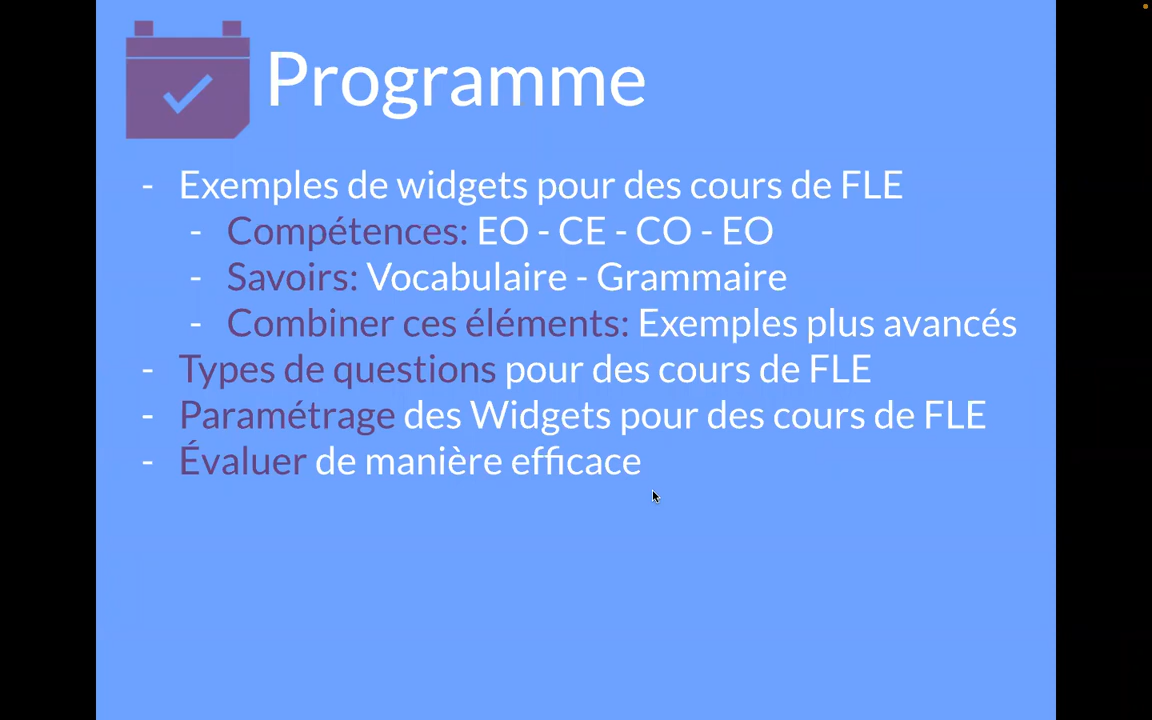 Programme
- Exemples de widgets pour des cours de FLE
- Compétences: EO - CE - CO - EO
- Savoirs: Vocabulaire - Grammaire
- Combiner ces éléments: Exemples plus avancés
- Types de questions pour des cours de FLE
- Paramétrage des Widgets pour des cours de FLE
- Évaluer de manière efficace